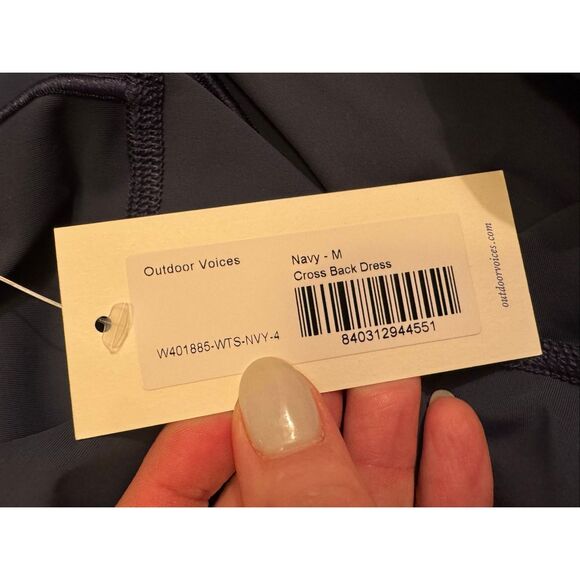 Outdoor Voices
W401885-WTS-NVY-4
Navy - M
Cross Back Dress
840312944551
outdoorvoices.com